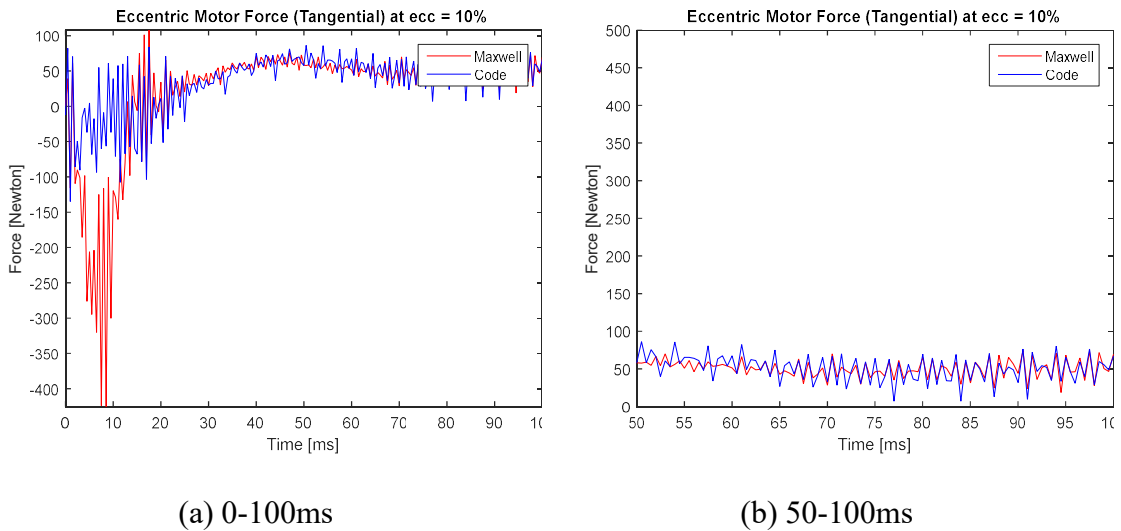 Eccentric Motor Force (Tangential) at ecc = 10%
Maxwell
Code
100
50
0
-50
-100
-150
-200
-250
-300
-350
-400
Force [Newton]
0 10 20 30 40 50 60 70 80 90 10
Time [ms]
(a) 0-100ms
Eccentric Motor Force (Tangential) at ecc = 10%
Maxwell
Code
500
450
400
350
300
250
200
150
100
50
0
Force [Newton]
50 55 60 65 70 75 80 85 90 95 10
Time [ms]
(b) 50-100ms